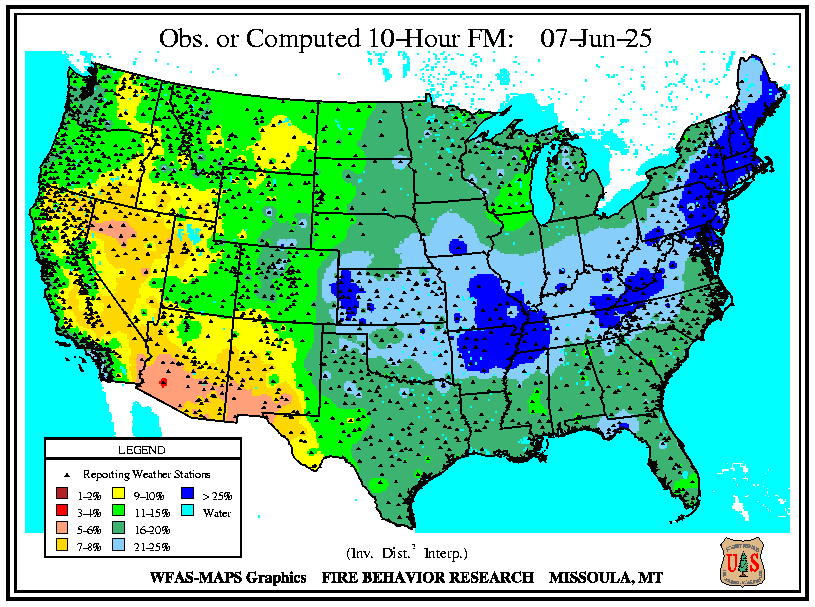 Obs. or Computed 10-Hour FM: 07-Jun-25
LEGEND
Reporting Weather Stations
1-2% 9-10% > 25%
3-4% 11-15% Water
5-6% 16-20%
7-8% 21-25%
(Inv. Dist.² Interp.)
WFAS-MAPS Graphics FIRE BEHAVIOR RESEARCH MISSOULA, MT
U S